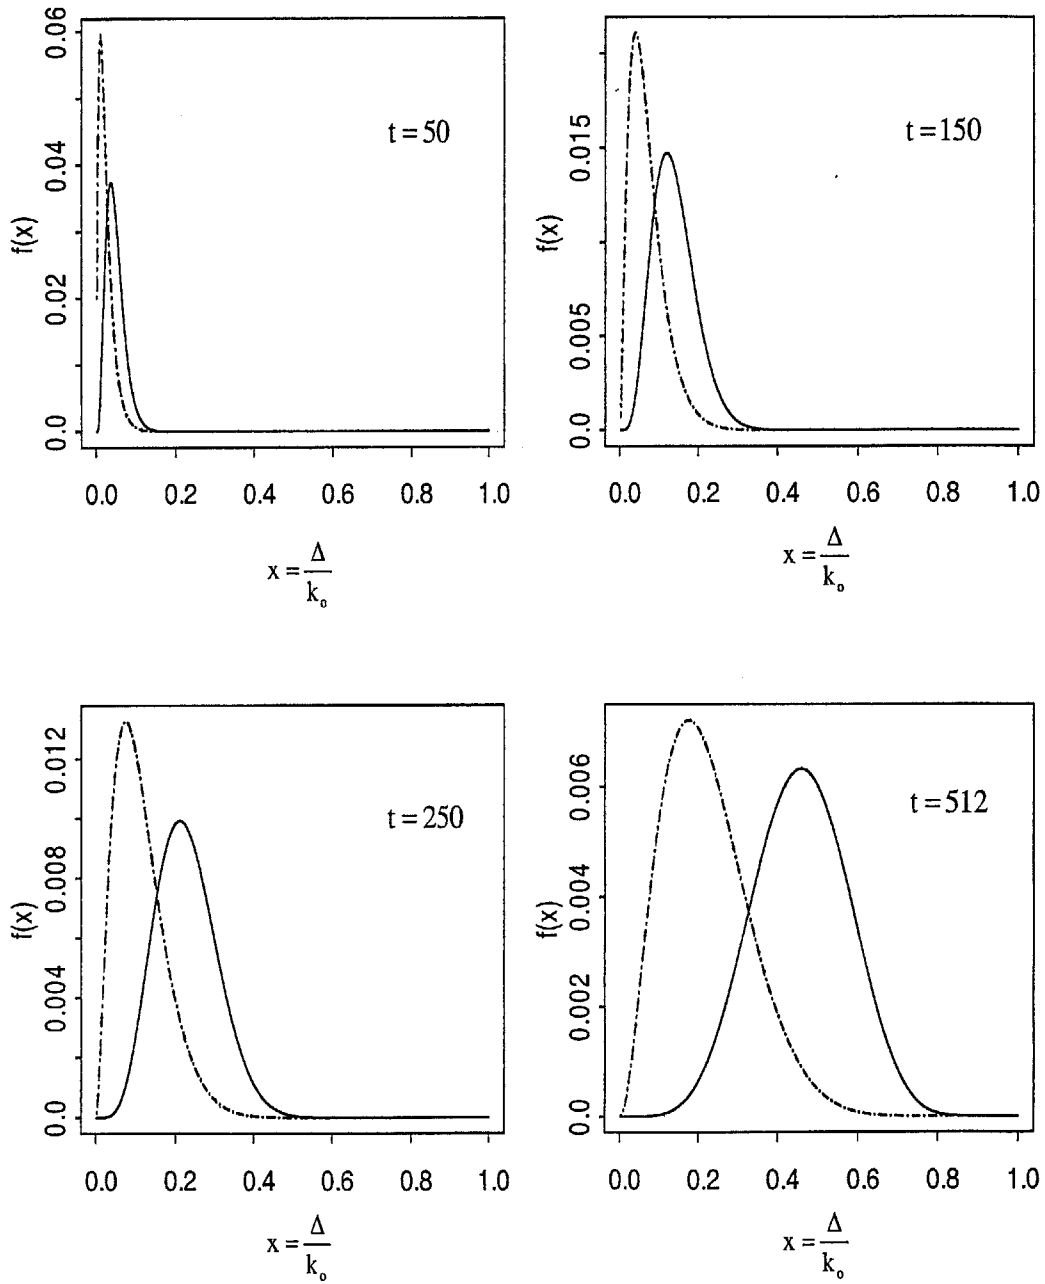 t = 50
f(x)
0.0 0.02 0.04 0.06
0.0 0.2 0.4 0.6 0.8 1.0
x = Δ/k₀
t = 150
f(x)
0.0 0.005 0.015
0.0 0.2 0.4 0.6 0.8 1.0
x = Δ/k₀
t = 250
f(x)
0.0 0.004 0.008 0.012
0.0 0.2 0.4 0.6 0.8 1.0
x = Δ/k₀
t = 512
f(x)
0.0 0.002 0.004 0.006
0.0 0.2 0.4 0.6 0.8 1.0
x = Δ/k₀